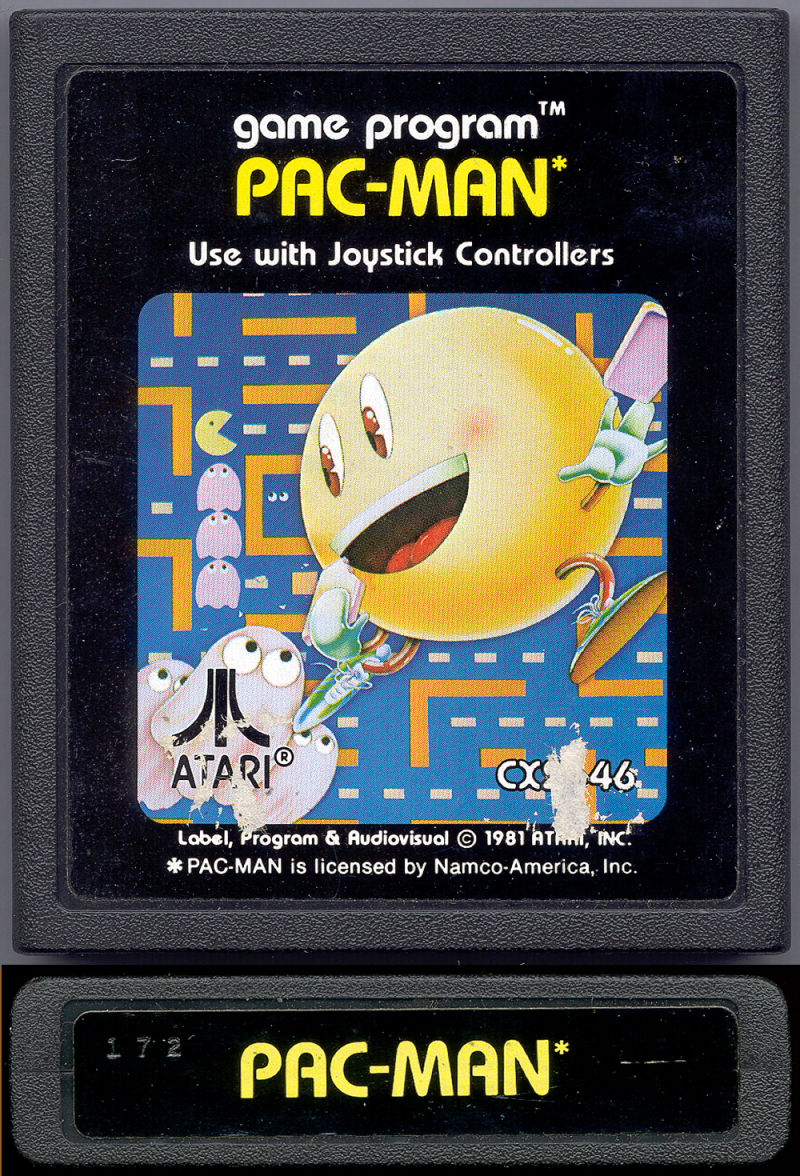 game program™
PAC-MAN*
Use with Joystick Controllers
ATARI®
46
Label, Program & Audiovisual © 1981 ATARI, INC.
*PAC-MAN is licensed by Namco-America, Inc.
172
PAC-MAN*